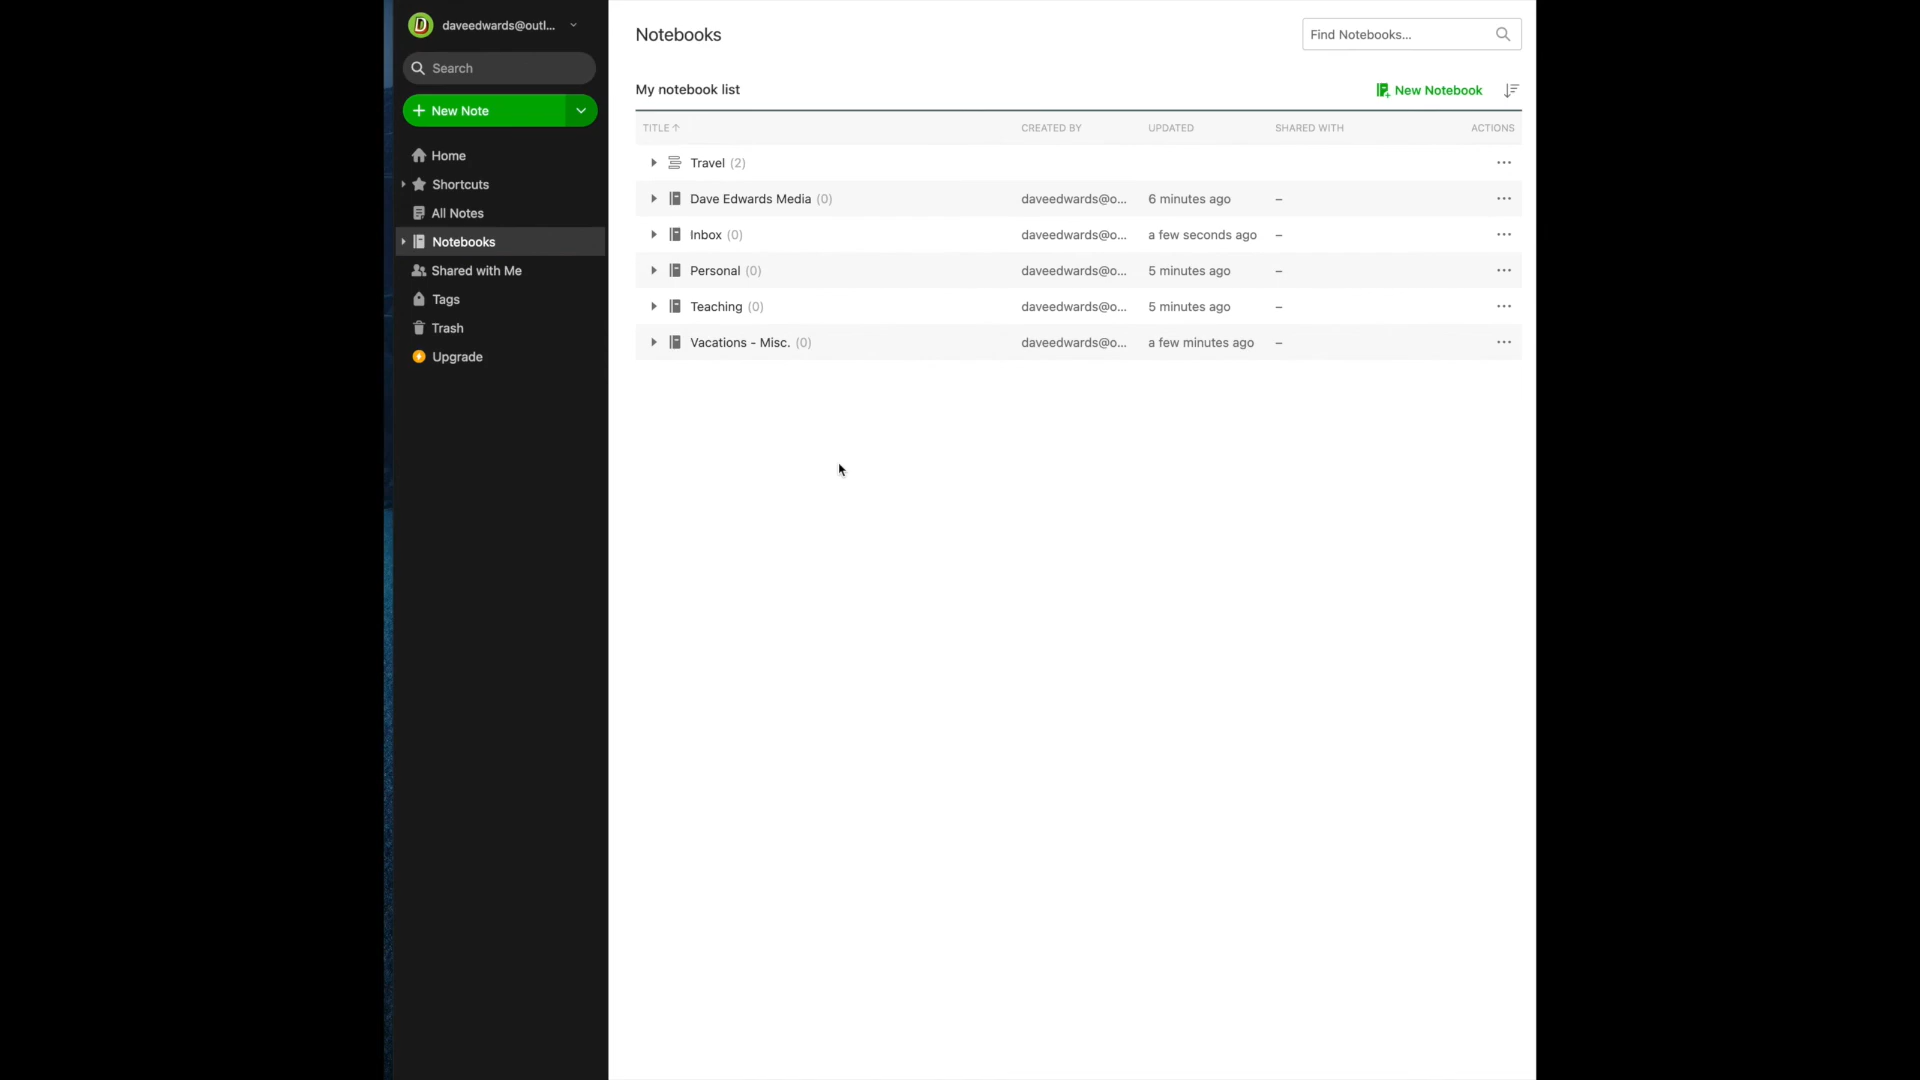 D daveedwards@outl...
Search
New Note
Home
Shortcuts
All Notes
Notebooks
Shared with Me
Tags
Trash
Upgrade
Notebooks
Find Notebooks...
My notebook list
New Notebook
TITLE CREATED BY UPDATED SHARED WITH ACTIONS
Travel (2)
Dave Edwards Media (0) daveedwards@o... 6 minutes ago –
Inbox (0) daveedwards@o... a few seconds ago –
Personal (0) daveedwards@o... 5 minutes ago –
Teaching (0) daveedwards@o... 5 minutes ago –
Vacations - Misc. (0) daveedwards@o... a few minutes ago –